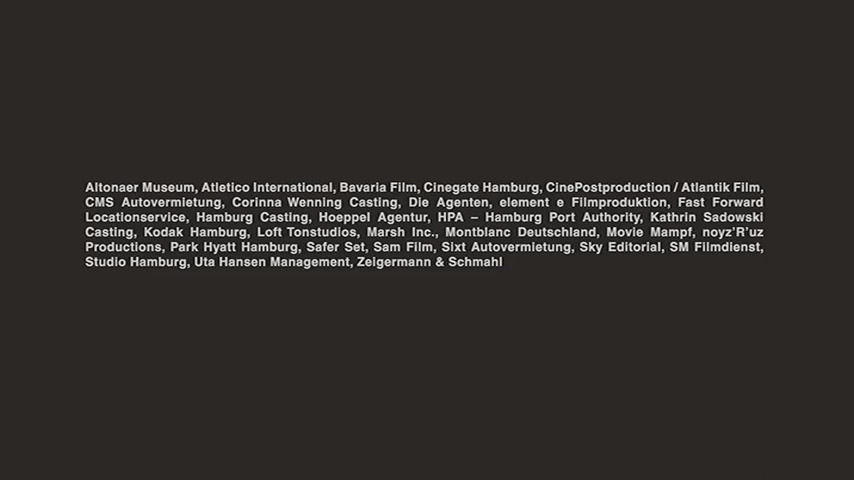 Altonaer Museum, Atletico International, Bavaria Film, Cinegate Hamburg, CinePostproduction / Atlantik Film,
CMS Autovermietung, Corinna Wenning Casting, Die Agenten, element e Filmproduktion, Fast Forward
Locationservice, Hamburg Casting, Hoeppel Agentur, HPA – Hamburg Port Authority, Kathrin Sadowski
Casting, Kodak Hamburg, Loft Tonstudios, Marsh Inc., Montblanc Deutschland, Movie Mampf, noyz'R'uz
Productions, Park Hyatt Hamburg, Safer Set, Sam Film, Sixt Autovermietung, Sky Editorial, SM Filmdienst,
Studio Hamburg, Uta Hansen Management, Zeigermann & Schmahl